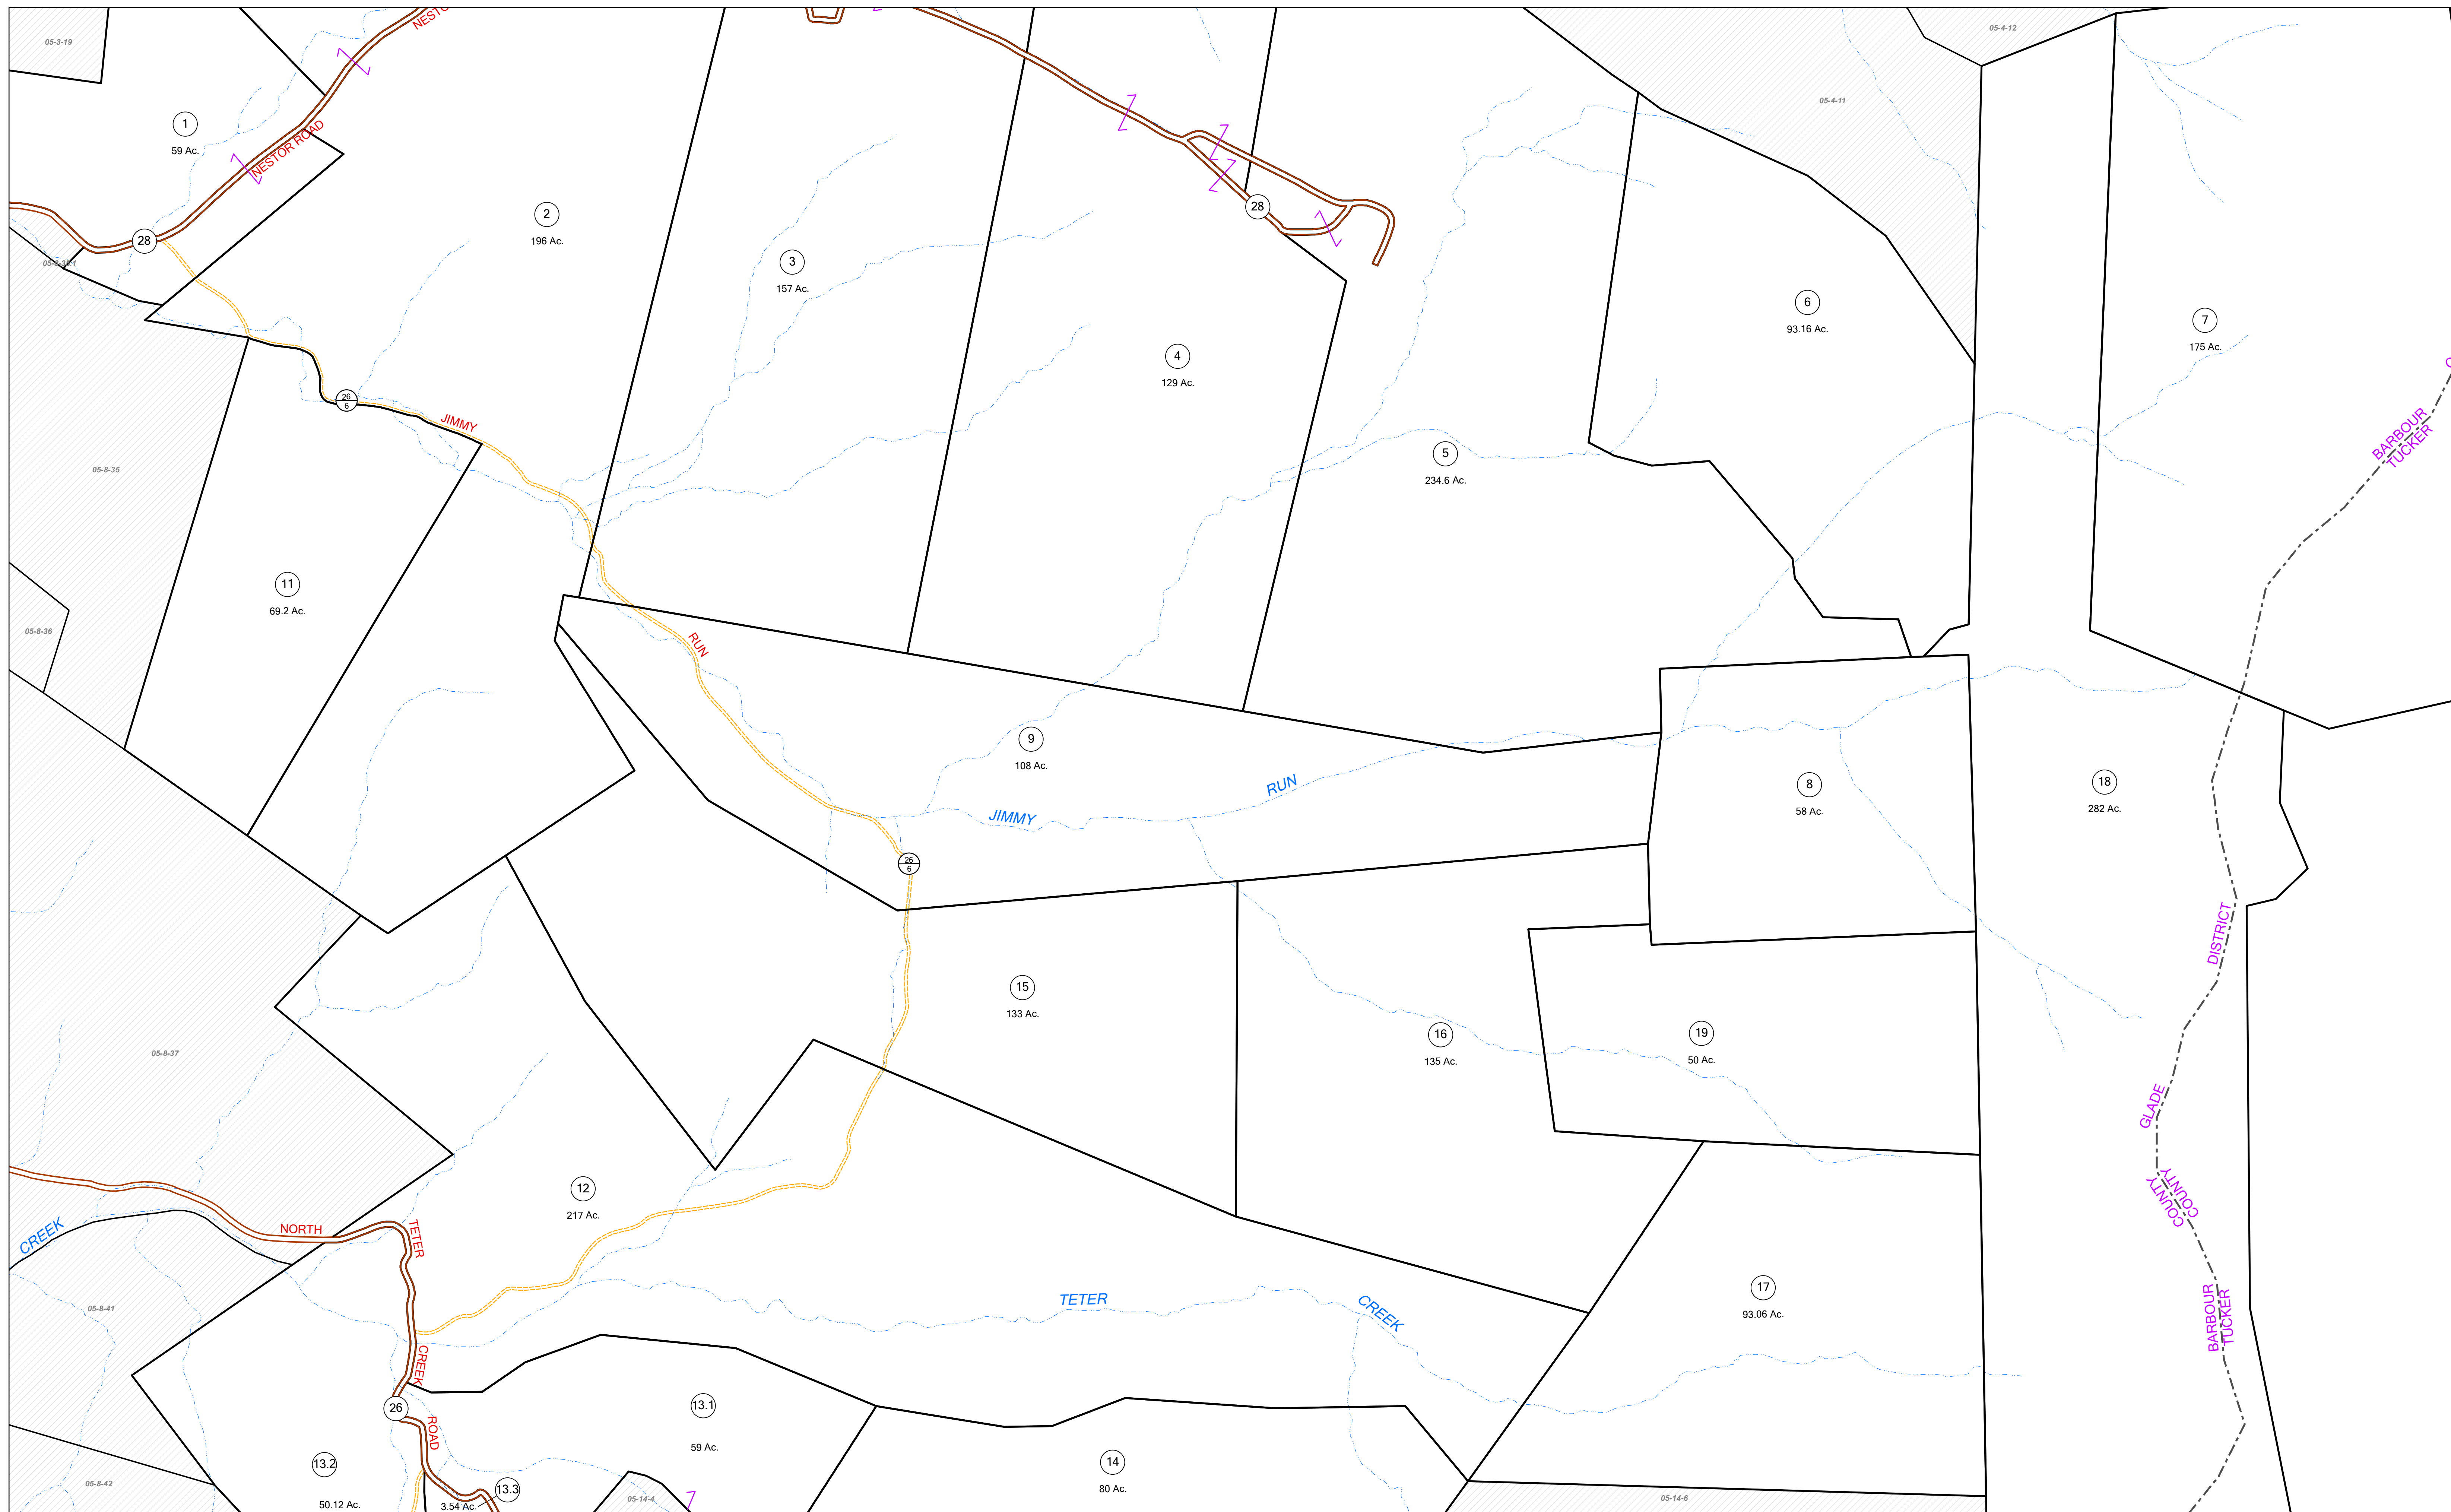 05-3-19
NESTO
05-4-12
05-4-11
1
59 Ac.
NESTOR ROAD
28
2
196 Ac.
28
3
157 Ac.
4
129 Ac.
6
93.16 Ac.
7
175 Ac.
BARBOUR
TUCKER
26
6
JIMMY
05-8-35
5
234.6 Ac.
11
69.2 Ac.
05-8-36
RUN
9
108 Ac.
JIMMY
RUN
8
58 Ac.
18
282 Ac.
26
6
DISTRICT
15
133 Ac.
16
135 Ac.
19
50 Ac.
05-8-37
GLADE
COUNTY
COUNTY
12
217 Ac.
CREEK
NORTH
TETER
CREEK
ROAD
TETER
CREEK
17
93.06 Ac.
BARBOUR
TUCKER
05-8-41
26
13.1
59 Ac.
13.2
50.12 Ac.
13.3
3.54 Ac.
14
80 Ac.
05-8-42
05-14-4
05-14-6